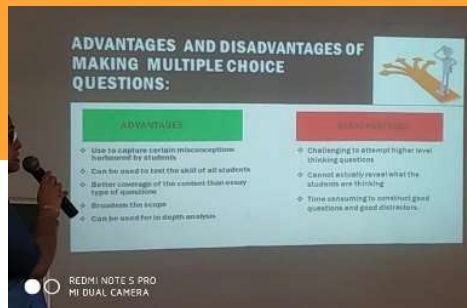 ADVANTAGES AND DISADVANTAGES OF
MAKING MULTIPLE CHOICE
QUESTIONS:
ADVANTAGES
Use to capture certain misconceptions
harboured by students
Can be used to test the skill of all students
Better coverage of the content than essay
type of questions
Broadens the scope
Can be used for in depth analysis
DISADVANTAGES
Challenging to attempt higher level
thinking questions
Cannot actually reveal what the
students are thinking
Time consuming to construct good
questions and good distractors.
REDMI NOTE 5 PRO
MI DUAL CAMERA